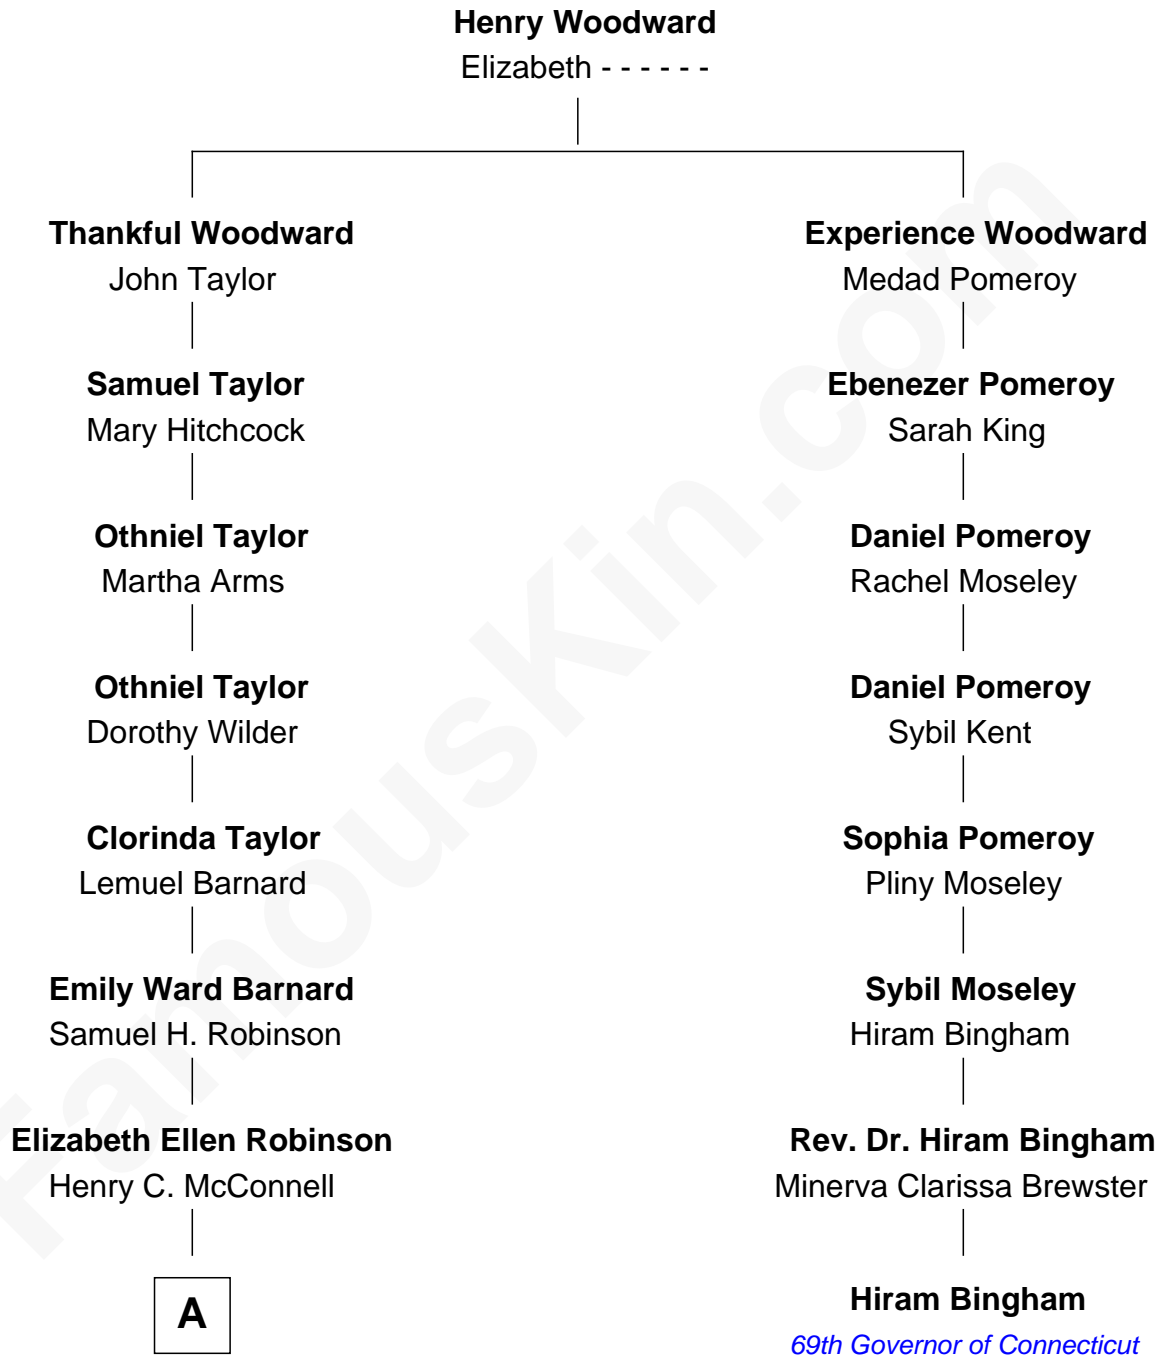 Henry Woodward
Elizabeth - - - - - -
Thankful Woodward
John Taylor
Experience Woodward
Medad Pomeroy
Samuel Taylor
Mary Hitchcock
Ebenezer Pomeroy
Sarah King
Othniel Taylor
Martha Arms
Daniel Pomeroy
Rachel Moseley
Othniel Taylor
Dorothy Wilder
Daniel Pomeroy
Sybil Kent
Clorinda Taylor
Lemuel Barnard
Sophia Pomeroy
Pliny Moseley
Emily Ward Barnard
Samuel H. Robinson
Sybil Moseley
Hiram Bingham
Elizabeth Ellen Robinson
Henry C. McConnell
Rev. Dr. Hiram Bingham
Minerva Clarissa Brewster
A
Hiram Bingham
69th Governor of Connecticut
FamousKin.com